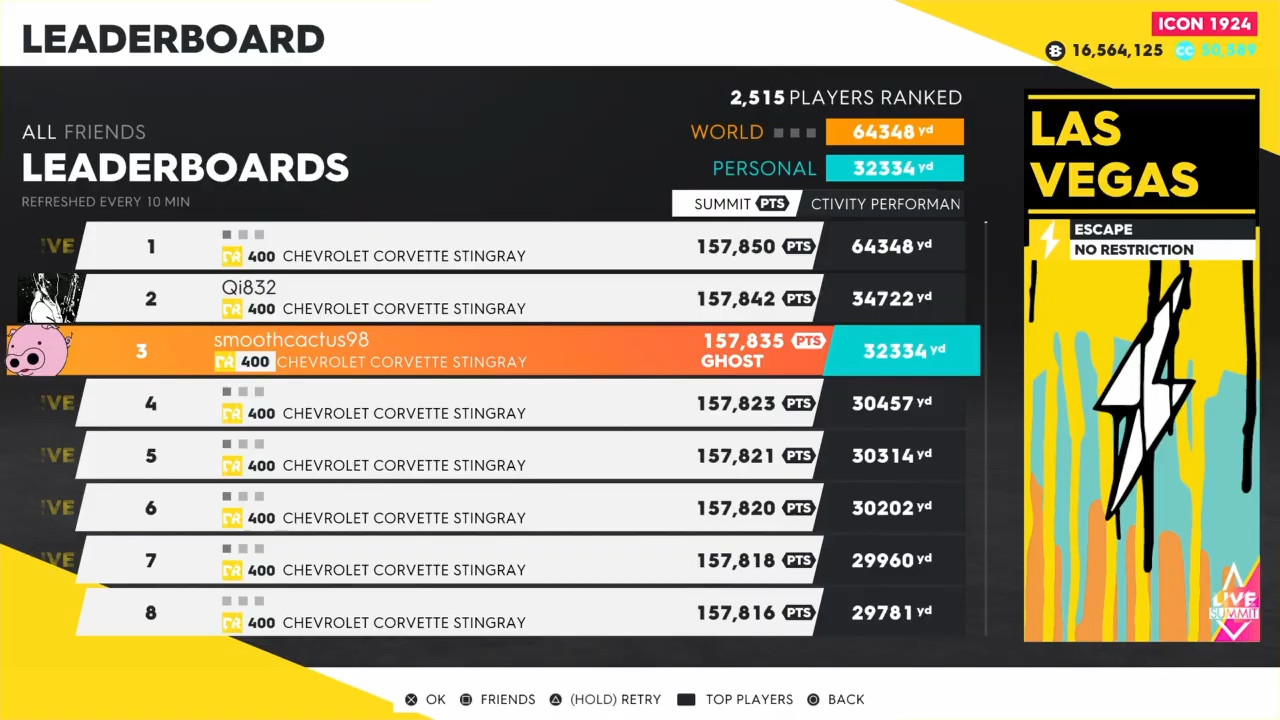 LEADERBOARD
ICON 1924
16,564,125 CC 50,589
2,515 PLAYERS RANKED
ALL FRIENDS
WORLD 64348 yd
LEADERBOARDS
PERSONAL 32334 yd
REFRESHED EVERY 10 MIN
SUMMIT PTS CTIVITY PERFORMAN
1 400 CHEVROLET CORVETTE STINGRAY 157,850 PTS 64348 yd
Qi832
2 400 CHEVROLET CORVETTE STINGRAY 157,842 PTS 34722 yd
smoothcactus98
3 400 CHEVROLET CORVETTE STINGRAY 157,835 PTS 32334 yd
GHOST
4 400 CHEVROLET CORVETTE STINGRAY 157,823 PTS 30457 yd
5 400 CHEVROLET CORVETTE STINGRAY 157,821 PTS 30314 yd
6 400 CHEVROLET CORVETTE STINGRAY 157,820 PTS 30202 yd
7 400 CHEVROLET CORVETTE STINGRAY 157,818 PTS 29960 yd
8 400 CHEVROLET CORVETTE STINGRAY 157,816 PTS 29781 yd
LAS
VEGAS
ESCAPE
NO RESTRICTION
LIVE
SUMMIT
OK FRIENDS (HOLD) RETRY TOP PLAYERS BACK